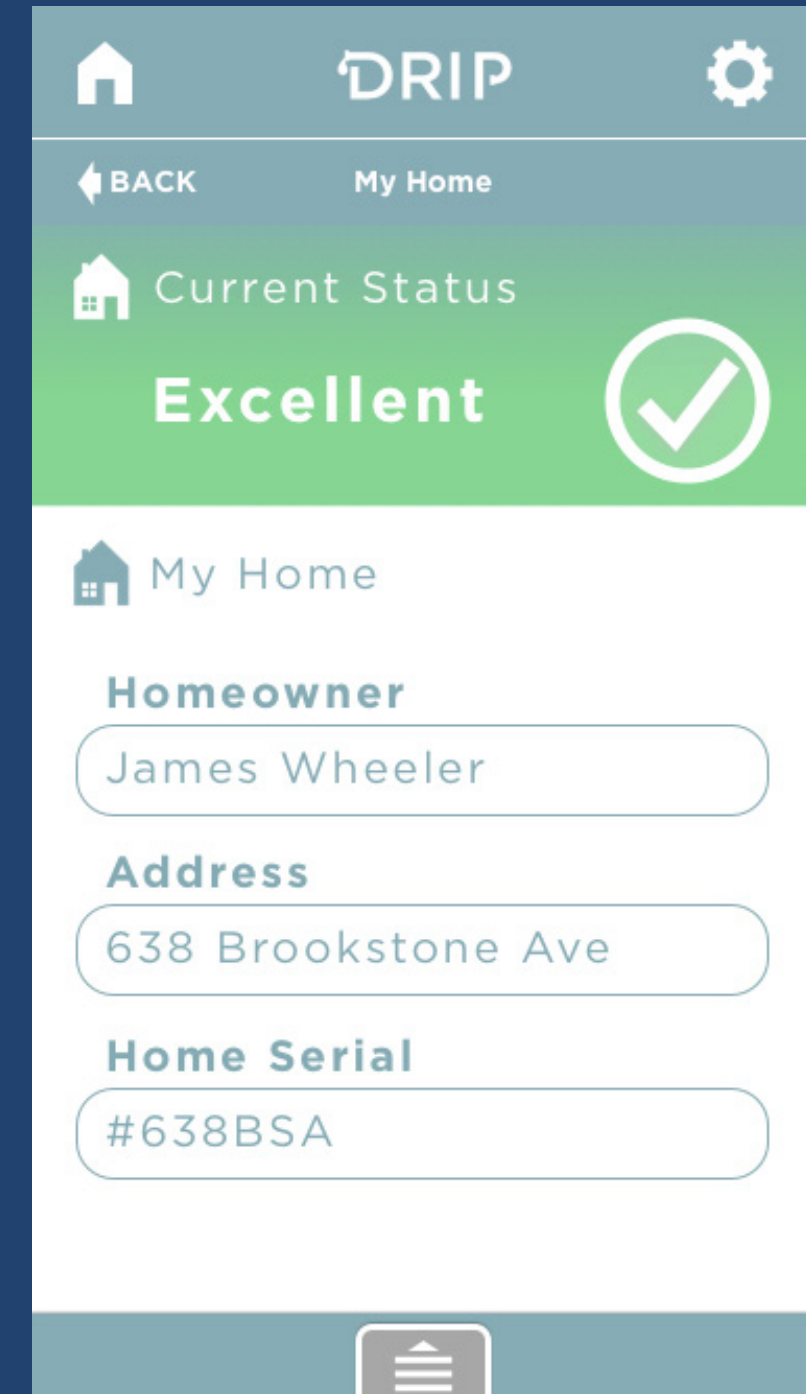 DRIP
BACK My Home
Current Status
Excellent
My Home
Homeowner
James Wheeler
Address
638 Brookstone Ave
Home Serial
#638BSA